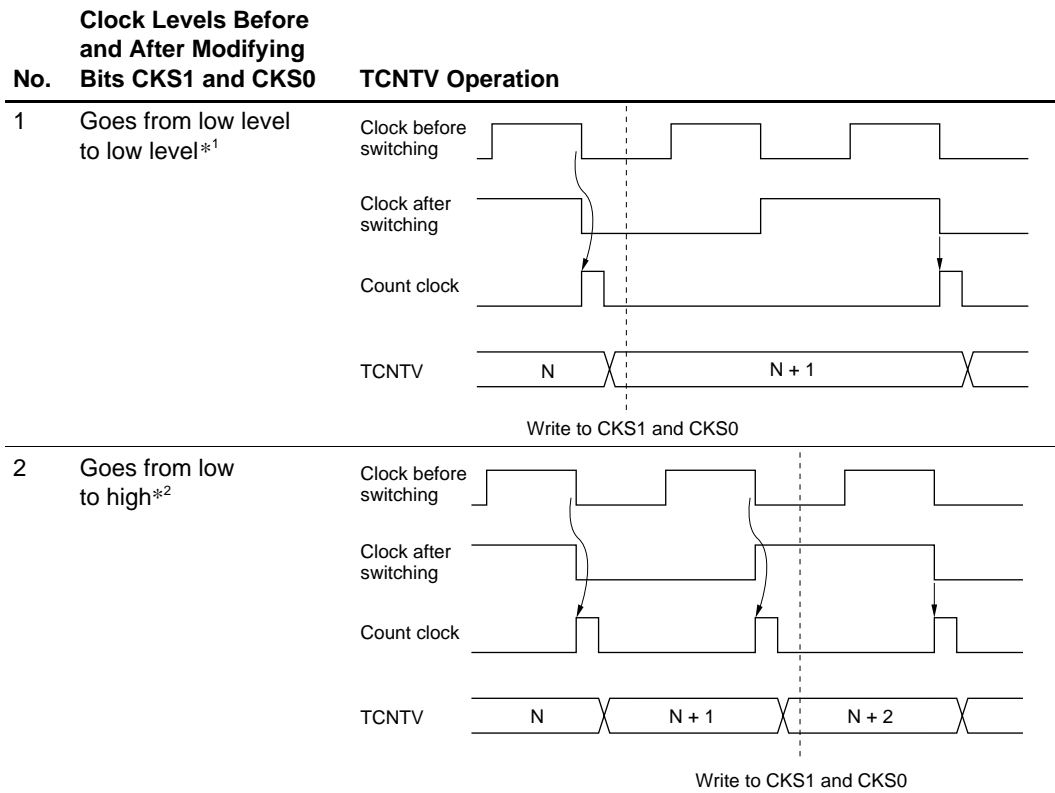 No.
Clock Levels Before
and After Modifying
Bits CKS1 and CKS0
TCNTV Operation
1
Goes from low level
to low level*1
Clock before
switching
Clock after
switching
Count clock
TCNTV
N
N + 1
Write to CKS1 and CKS0
2
Goes from low
to high*2
Clock before
switching
Clock after
switching
Count clock
TCNTV
N
N + 1
N + 2
Write to CKS1 and CKS0